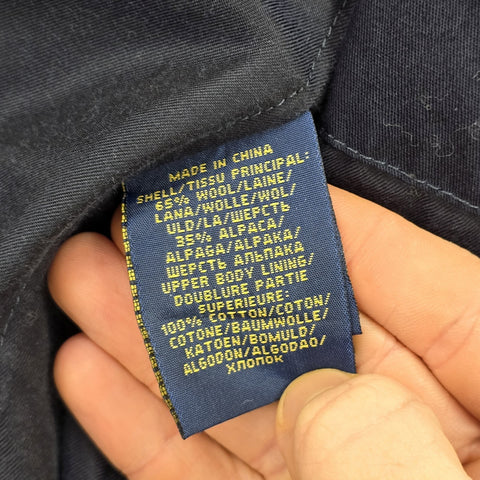 MADE IN CHINA
SHELL/TISSU PRINCIPAL:
65% WOOL/LAINE/
LANA/WOLLE/WOL/
ULD/LA/ШЕРСТЬ
35% ALPACA/
ALPAGA/ALPAKA/
ШЕРСТЬ АЛЬПАКА
UPPER BODY LINING/
DOUBLURE PARTIE
SUPERIEURE:
100% COTTON/COTON/
COTONE/BAUMWOLLE/
KATOEN/BOMULD/
ALGODON/ALGODAO/
ХЛОПОК